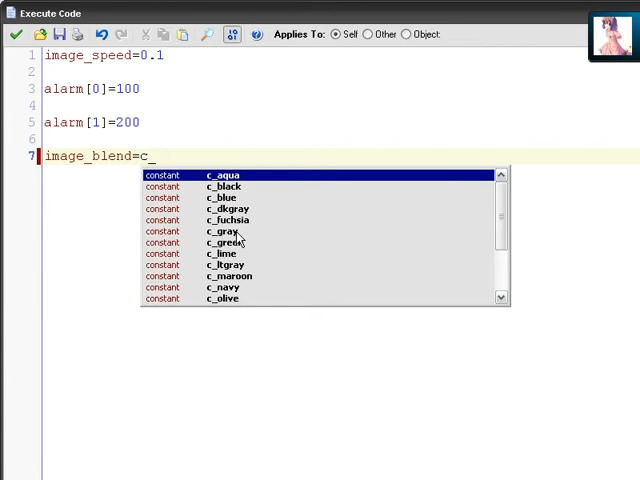 Execute Code
Applies To: Self Other Object:
1 image_speed=0.1
2
3 alarm[0]=100
4
5 alarm[1]=200
6
7 image_blend=c_
constant c_aqua
constant c_black
constant c_blue
constant c_dkgray
constant c_fuchsia
constant c_gray
constant c_green
constant c_lime
constant c_ltgray
constant c_maroon
constant c_navy
constant c_olive